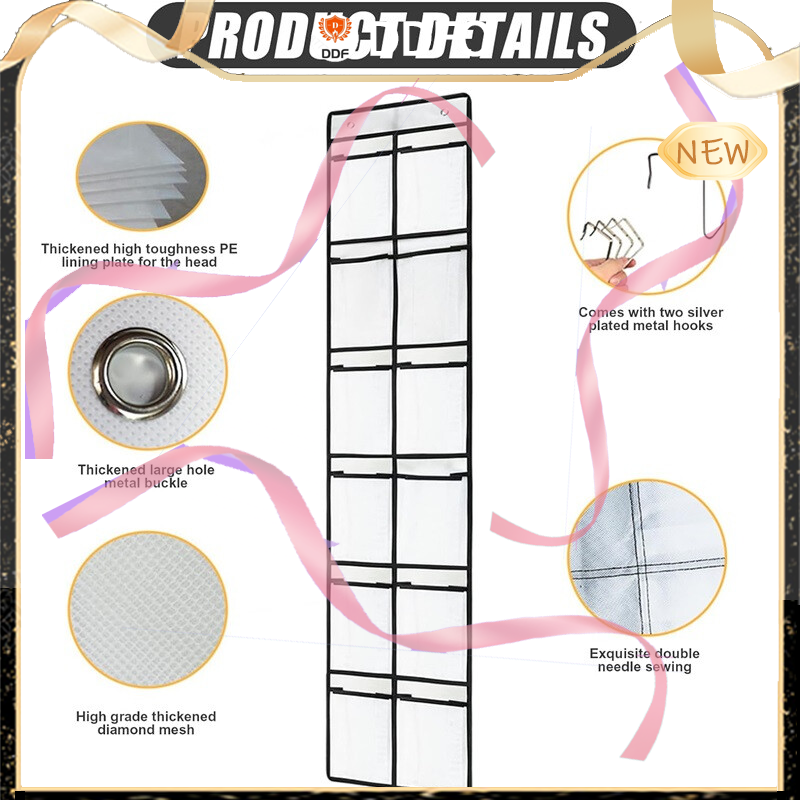 PRODUCT DETAILS
DDF
NEW
Thickened high toughness PE
lining plate for the head
Comes with two silver
plated metal hooks
Thickened large hole
metal buckle
Exquisite double
needle sewing
High grade thickened
diamond mesh